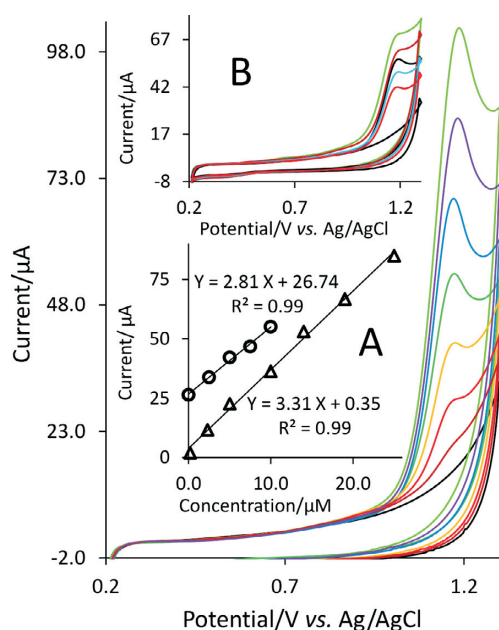 98.0
73.0
48.0
23.0
-2.0
Current/μA
0.2
0.7
1.2
Potential/V vs. Ag/AgCl
B
67
42
17
-8
Current/μA
0.2
0.7
1.2
Potential/V vs. Ag/AgCl
A
75
50
25
0
Current/ μA
Y = 2.81 X + 26.74
R² = 0.99
Y = 3.31 X + 0.35
R² = 0.99
0.0
10.0
20.0
Concentration/μM